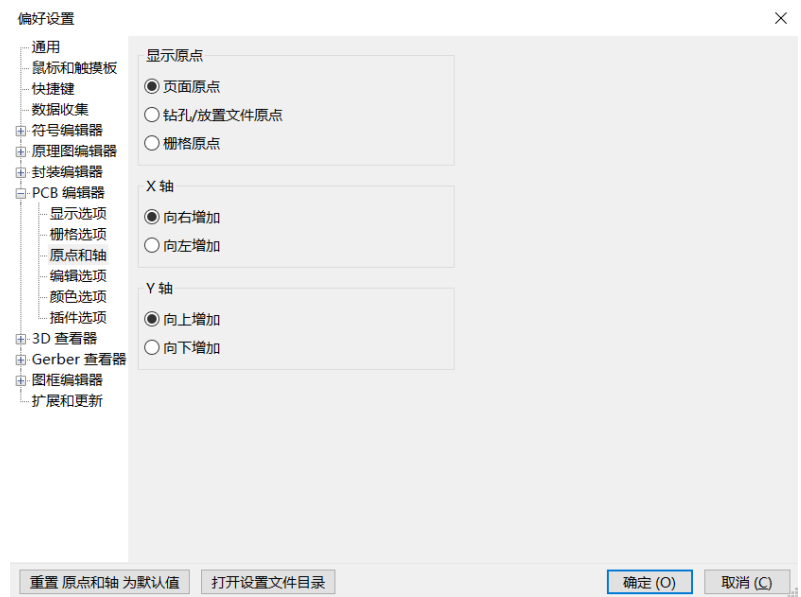 偏好设置
通用
鼠标和触摸板
快捷键
数据收集
符号编辑器
原理图编辑器
封装编辑器
PCB 编辑器
显示选项
栅格选项
原点和轴
编辑选项
颜色选项
插件选项
3D 查看器
Gerber 查看器
图框编辑器
扩展和更新
显示原点
页面原点
钻孔/放置文件原点
栅格原点
X 轴
向右增加
向左增加
Y 轴
向上增加
向下增加
重置 原点和轴 为默认值
打开设置文件目录
确定 (O)
取消 (C)